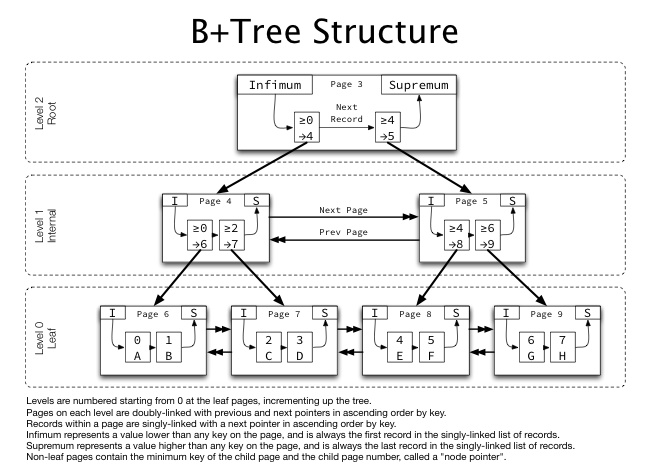 B+Tree Structure
Level 2
Root
Infimum
Page 3
Supremum
Next
Record
≥0
→4
≥4
→5
Level 1
Internal
I
Page 4
S
≥0
→6
≥2
→7
Next Page
Prev Page
I
Page 5
S
≥4
→8
≥6
→9
Level 0
Leaf
I
Page 6
S
0
A
1
B
I
Page 7
S
2
C
3
D
I
Page 8
S
4
E
5
F
I
Page 9
S
6
G
7
H
Levels are numbered starting from 0 at the leaf pages, incrementing up the tree.
Pages on each level are doubly-linked with previous and next pointers in ascending order by key.
Records within a page are singly-linked with a next pointer in ascending order by key.
Infimum represents a value lower than any key on the page, and is always the first record in the singly-linked list of records.
Supremum represents a value higher than any key on the page, and is always the last record in the singly-linked list of records.
Non-leaf pages contain the minimum key of the child page and the child page number, called a "node pointer".